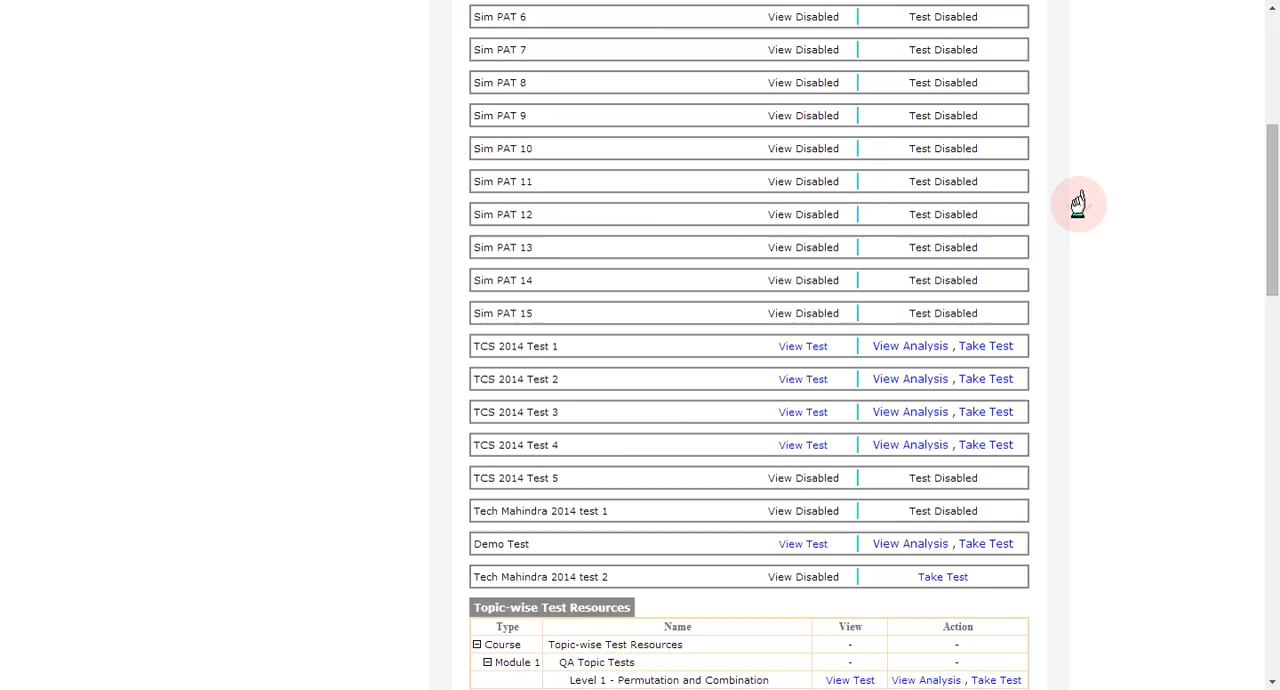 Sim PAT 6 View Disabled Test Disabled
Sim PAT 7 View Disabled Test Disabled
Sim PAT 8 View Disabled Test Disabled
Sim PAT 9 View Disabled Test Disabled
Sim PAT 10 View Disabled Test Disabled
Sim PAT 11 View Disabled Test Disabled
Sim PAT 12 View Disabled Test Disabled
Sim PAT 13 View Disabled Test Disabled
Sim PAT 14 View Disabled Test Disabled
Sim PAT 15 View Disabled Test Disabled
TCS 2014 Test 1 View Test View Analysis , Take Test
TCS 2014 Test 2 View Test View Analysis , Take Test
TCS 2014 Test 3 View Test View Analysis , Take Test
TCS 2014 Test 4 View Test View Analysis , Take Test
TCS 2014 Test 5 View Disabled Test Disabled
Tech Mahindra 2014 test 1 View Disabled Test Disabled
Demo Test View Test View Analysis , Take Test
Tech Mahindra 2014 test 2 View Disabled Take Test
Topic-wise Test Resources
Type Name View Action
Course Topic-wise Test Resources - -
Module 1 QA Topic Tests - -
Level 1 - Permutation and Combination View Test View Analysis , Take Test